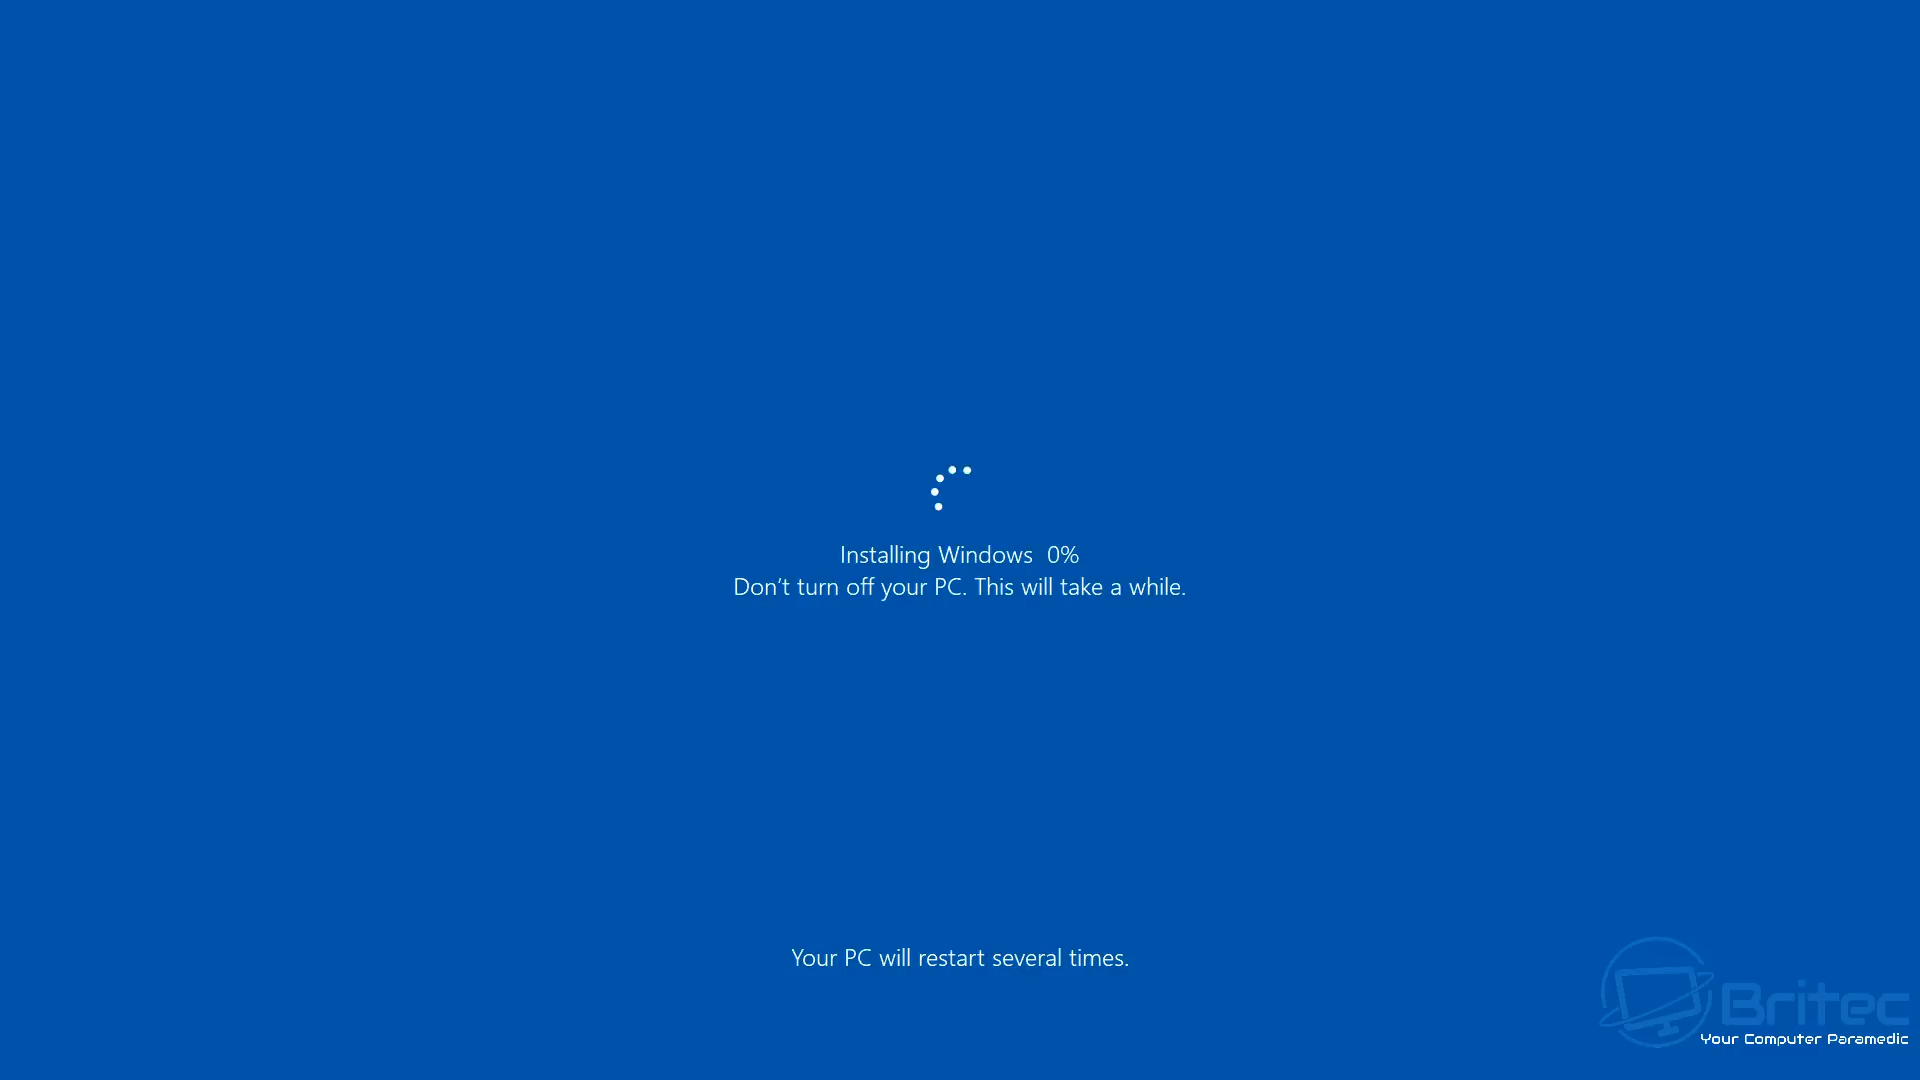 Installing Windows  0%
Don't turn off your PC. This will take a while.
Your PC will restart several times.
Britec
Your Computer Paramedic